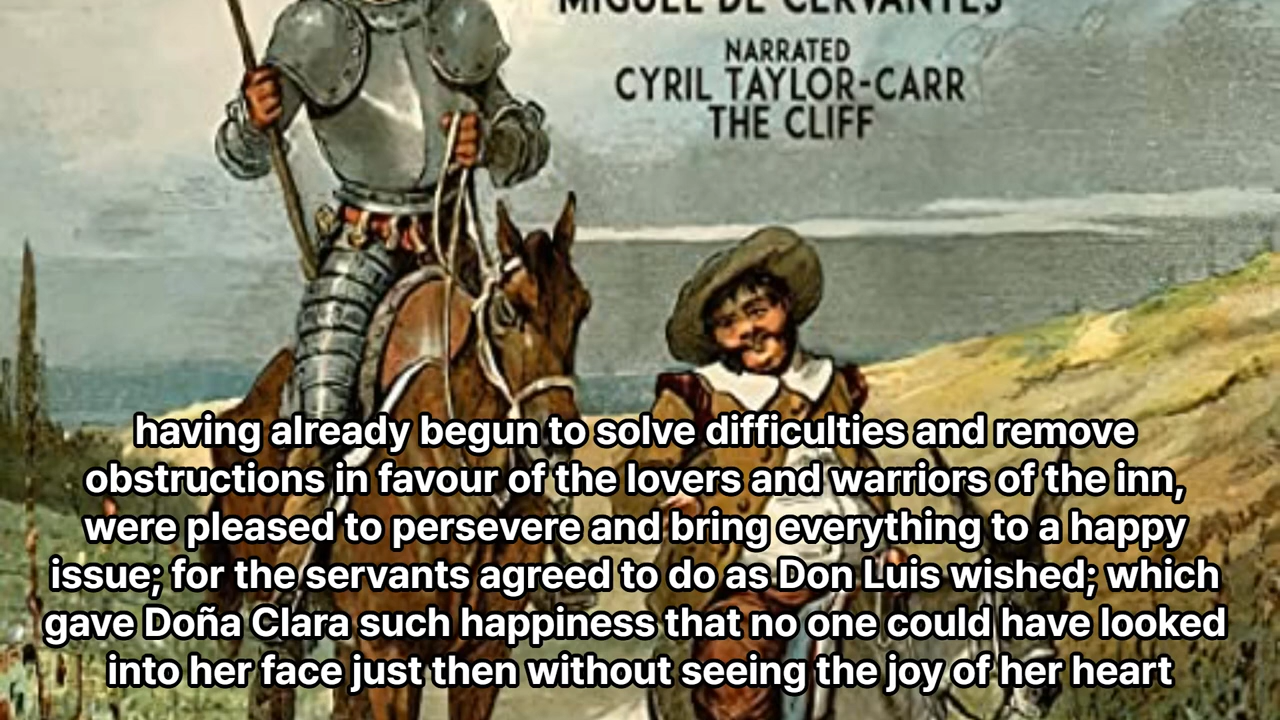 MIGUEL DE CERVANTES
NARRATED
CYRIL TAYLOR-CARR
THE CLIFF
having already begun to solve difficulties and remove
obstructions in favour of the lovers and warriors of the inn,
were pleased to persevere and bring everything to a happy
issue; for the servants agreed to do as Don Luis wished; which
gave Doña Clara such happiness that no one could have looked
into her face just then without seeing the joy of her heart